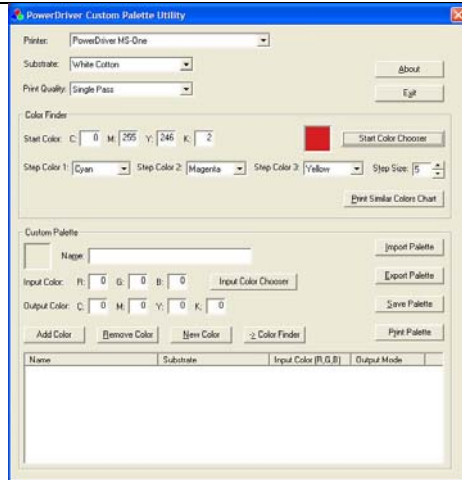 PowerDriver Custom Palette Utility
Printer: PowerDriver MS-One
Substrate: White Cotton About
Print Quality: Single Pass Exit
Color Finder
Start Color: C: 0 M: 255 Y: 246 K: 2 Start Color Chooser
Step Color 1: Cyan Step Color 2: Magenta Step Color 3: Yellow Step Size: 5
Print Similar Colors Chart
Custom Palette
Name: Import Palette
Input Color: R: 0 G: 0 B: 0 Input Color Chooser Export Palette
Output Color: C: 0 M: 0 Y: 0 K: 0 Save Palette
Add Color Remove Color New Color -> Color Finder Print Palette
Name Substrate Input Color (R,G,B) Output Mode